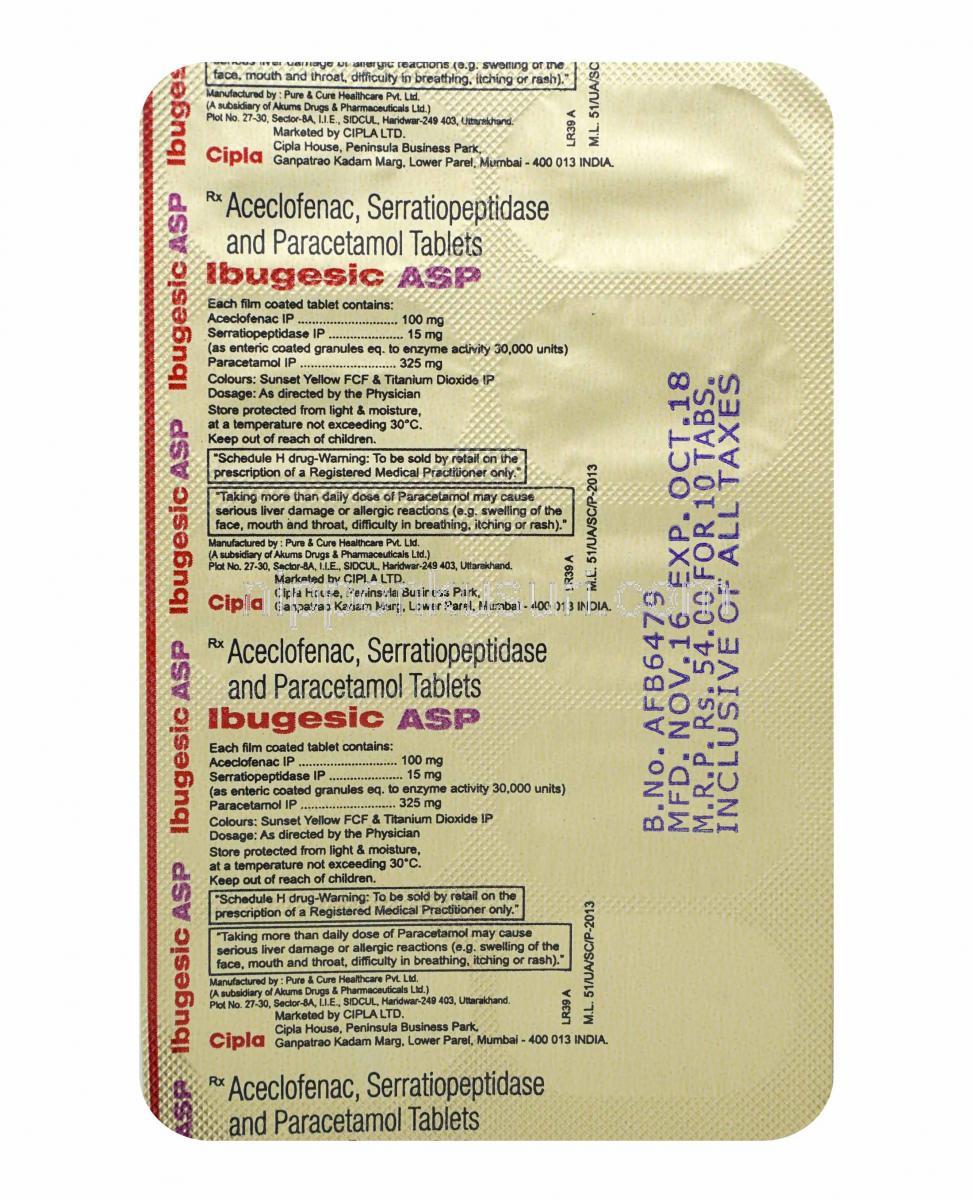 serious liver damage or allergic reactions (e.g. swelling of the
face, mouth and throat, difficulty in breathing, itching or rash)."
Manufactured by : Pure & Cure Healthcare Pvt. Ltd.
(A subsidiary of Akums Drugs & Pharmaceuticals Ltd.)
Plot No. 27-30, Sector-8A, I.I.E., SIDCUL, Haridwar-249 403, Uttarakhand.
Marketed by CIPLA LTD.
Cipla House, Peninsula Business Park,
Cipla Ganpatrao Kadam Marg, Lower Parel, Mumbai - 400 013 INDIA.
LR39 A
M.L. 51/UA/SC
Rx Aceclofenac, Serratiopeptidase
and Paracetamol Tablets
Ibugesic ASP
Each film coated tablet contains:
Aceclofenac IP ............................. 100 mg
Serratiopeptidase IP ...................... 15 mg
(as enteric coated granules eq. to enzyme activity 30,000 units)
Paracetamol IP ........................... 325 mg
Colours: Sunset Yellow FCF & Titanium Dioxide IP
Dosage: As directed by the Physician
Store protected from light & moisture,
at a temperature not exceeding 30°C.
Keep out of reach of children.
"Schedule H drug-Warning: To be sold by retail on the
prescription of a Registered Medical Practitioner only."
"Taking more than daily dose of Paracetamol may cause
serious liver damage or allergic reactions (e.g. swelling of the
face, mouth and throat, difficulty in breathing, itching or rash)."
Manufactured by : Pure & Cure Healthcare Pvt. Ltd.
(A subsidiary of Akums Drugs & Pharmaceuticals Ltd.)
Plot No. 27-30, Sector-8A, I.I.E., SIDCUL, Haridwar-249 403, Uttarakhand.
Marketed by CIPLA LTD.
Cipla House, Peninsula Business Park,
Cipla Ganpatrao Kadam Marg, Lower Parel, Mumbai - 400 013 INDIA.
LR39 A
M.L. 51/UA/SC/P-2013
Rx Aceclofenac, Serratiopeptidase
and Paracetamol Tablets
Ibugesic ASP
Each film coated tablet contains:
Aceclofenac IP ............................. 100 mg
Serratiopeptidase IP ...................... 15 mg
(as enteric coated granules eq. to enzyme activity 30,000 units)
Paracetamol IP ........................... 325 mg
Colours: Sunset Yellow FCF & Titanium Dioxide IP
Dosage: As directed by the Physician
Store protected from light & moisture,
at a temperature not exceeding 30°C.
Keep out of reach of children.
"Schedule H drug-Warning: To be sold by retail on the
prescription of a Registered Medical Practitioner only."
"Taking more than daily dose of Paracetamol may cause
serious liver damage or allergic reactions (e.g. swelling of the
face, mouth and throat, difficulty in breathing, itching or rash)."
Manufactured by : Pure & Cure Healthcare Pvt. Ltd.
(A subsidiary of Akums Drugs & Pharmaceuticals Ltd.)
Plot No. 27-30, Sector-8A, I.I.E., SIDCUL, Haridwar-249 403, Uttarakhand.
Marketed by CIPLA LTD.
Cipla House, Peninsula Business Park,
Cipla Ganpatrao Kadam Marg, Lower Parel, Mumbai - 400 013 INDIA.
LR39 A
M.L. 51/UA/SC/P-2013
Rx Aceclofenac, Serratiopeptidase
and Paracetamol Tablets
ASP Ibugesic ASP Ibugesic ASP Ibugesic ASP Ibugesic ASP Ibuges
B.No. AFB6479
MFD. NOV.16 EXP. OCT.18
M.R.P. Rs. 54.00 FOR 10 TABS.
INCLUSIVE OF ALL TAXES